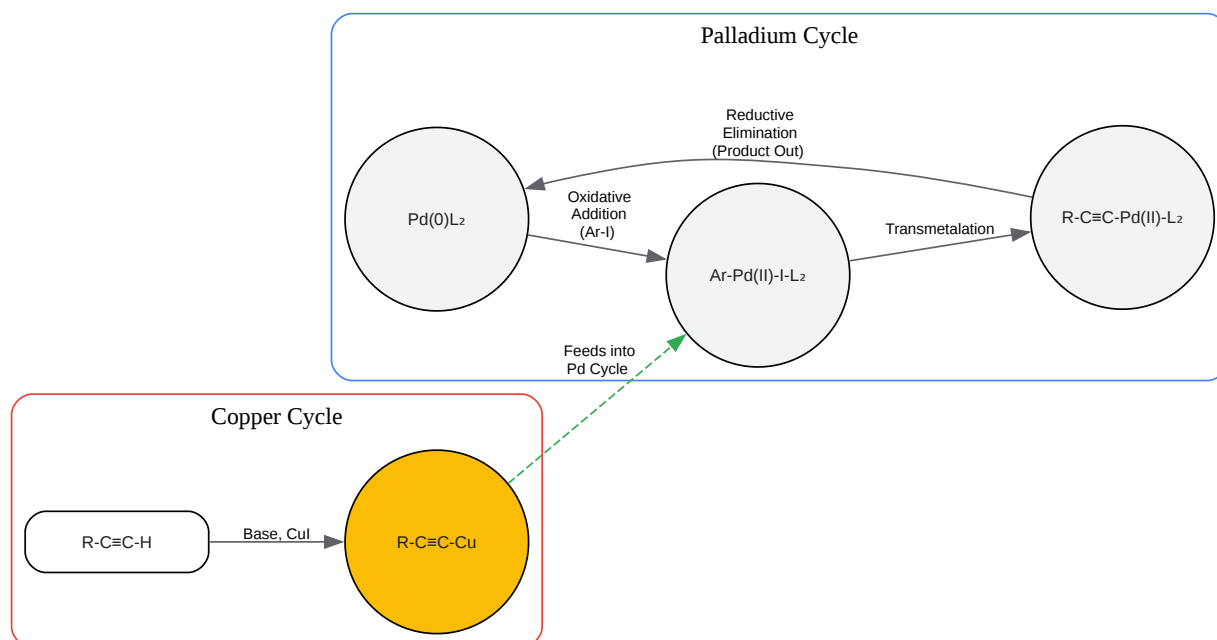 Palladium Cycle
Reductive
Elimination
(Product Out)
Pd(0)L₂
Oxidative
Addition
(Ar-I)
Ar-Pd(II)-I-L₂
Transmetalation
R-C≡C-Pd(II)-L₂
Feeds into
Pd Cycle
Copper Cycle
R-C≡C-H
Base, CuI
R-C≡C-Cu